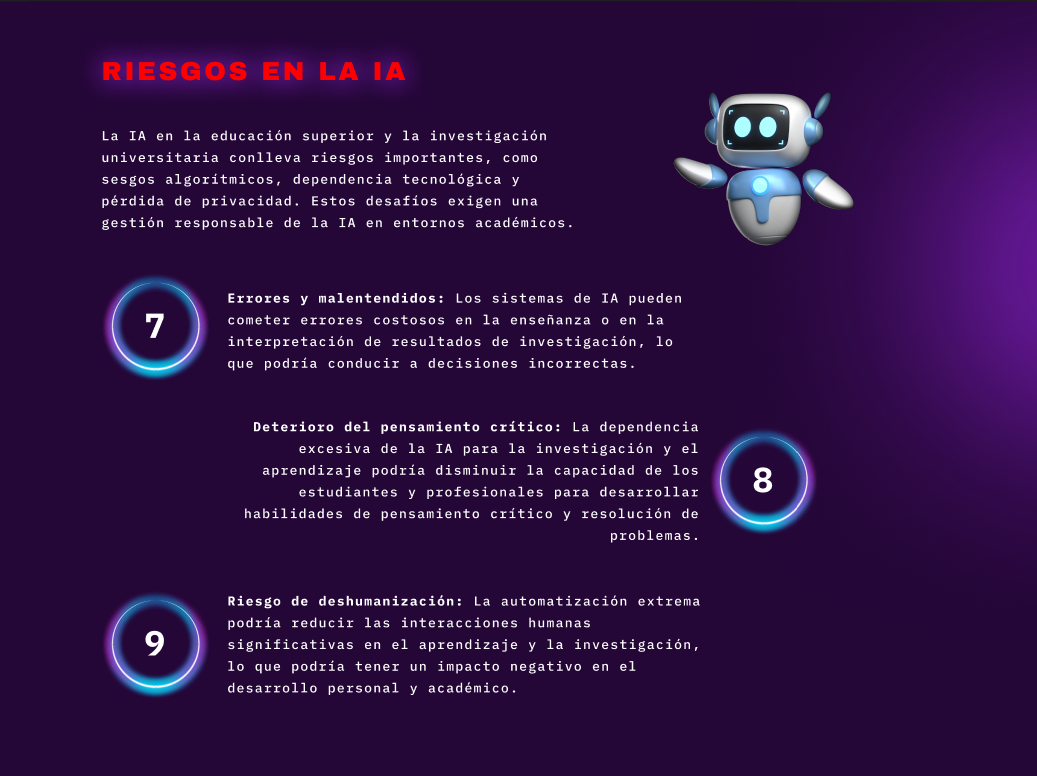 RIESGOS EN LA IA
La IA en la educación superior y la investigación
universitaria conlleva riesgos importantes, como
sesgos algorítmicos, dependencia tecnológica y
pérdida de privacidad. Estos desafíos exigen una
gestión responsable de la IA en entornos académicos.
7
Errores y malentendidos: Los sistemas de IA pueden
cometer errores costosos en la enseñanza o en la
interpretación de resultados de investigación, lo
que podría conducir a decisiones incorrectas.
Deterioro del pensamiento crítico: La dependencia
excesiva de la IA para la investigación y el
aprendizaje podría disminuir la capacidad de los
estudiantes y profesionales para desarrollar
habilidades de pensamiento crítico y resolución de
problemas.
8
9
Riesgo de deshumanización: La automatización extrema
podría reducir las interacciones humanas
significativas en el aprendizaje y la investigación,
lo que podría tener un impacto negativo en el
desarrollo personal y académico.